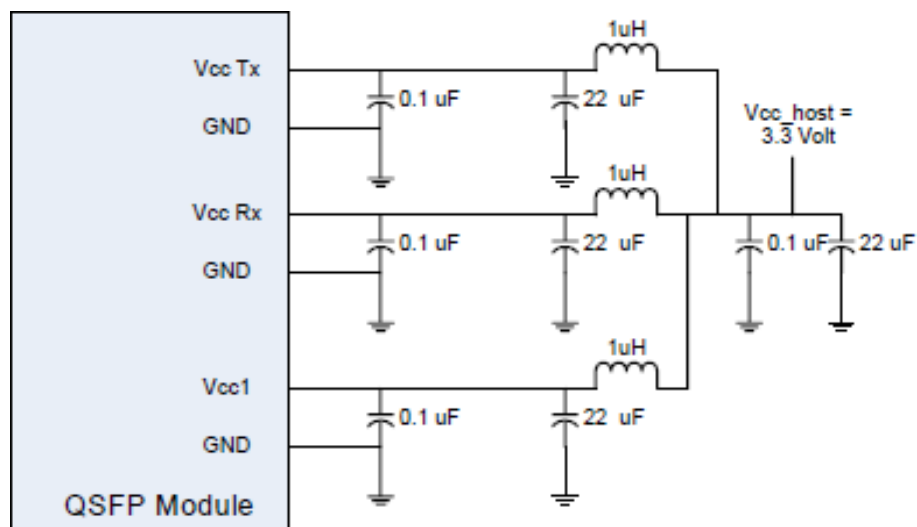 1uH
Vcc Tx
0.1 uF
22 uF
GND
Vcc_host =
3.3 Volt
1uH
Vcc Rx
0.1 uF
22 uF
0.1 uF
22 uF
GND
1uH
Vcc1
0.1 uF
22 uF
GND
QSFP Module